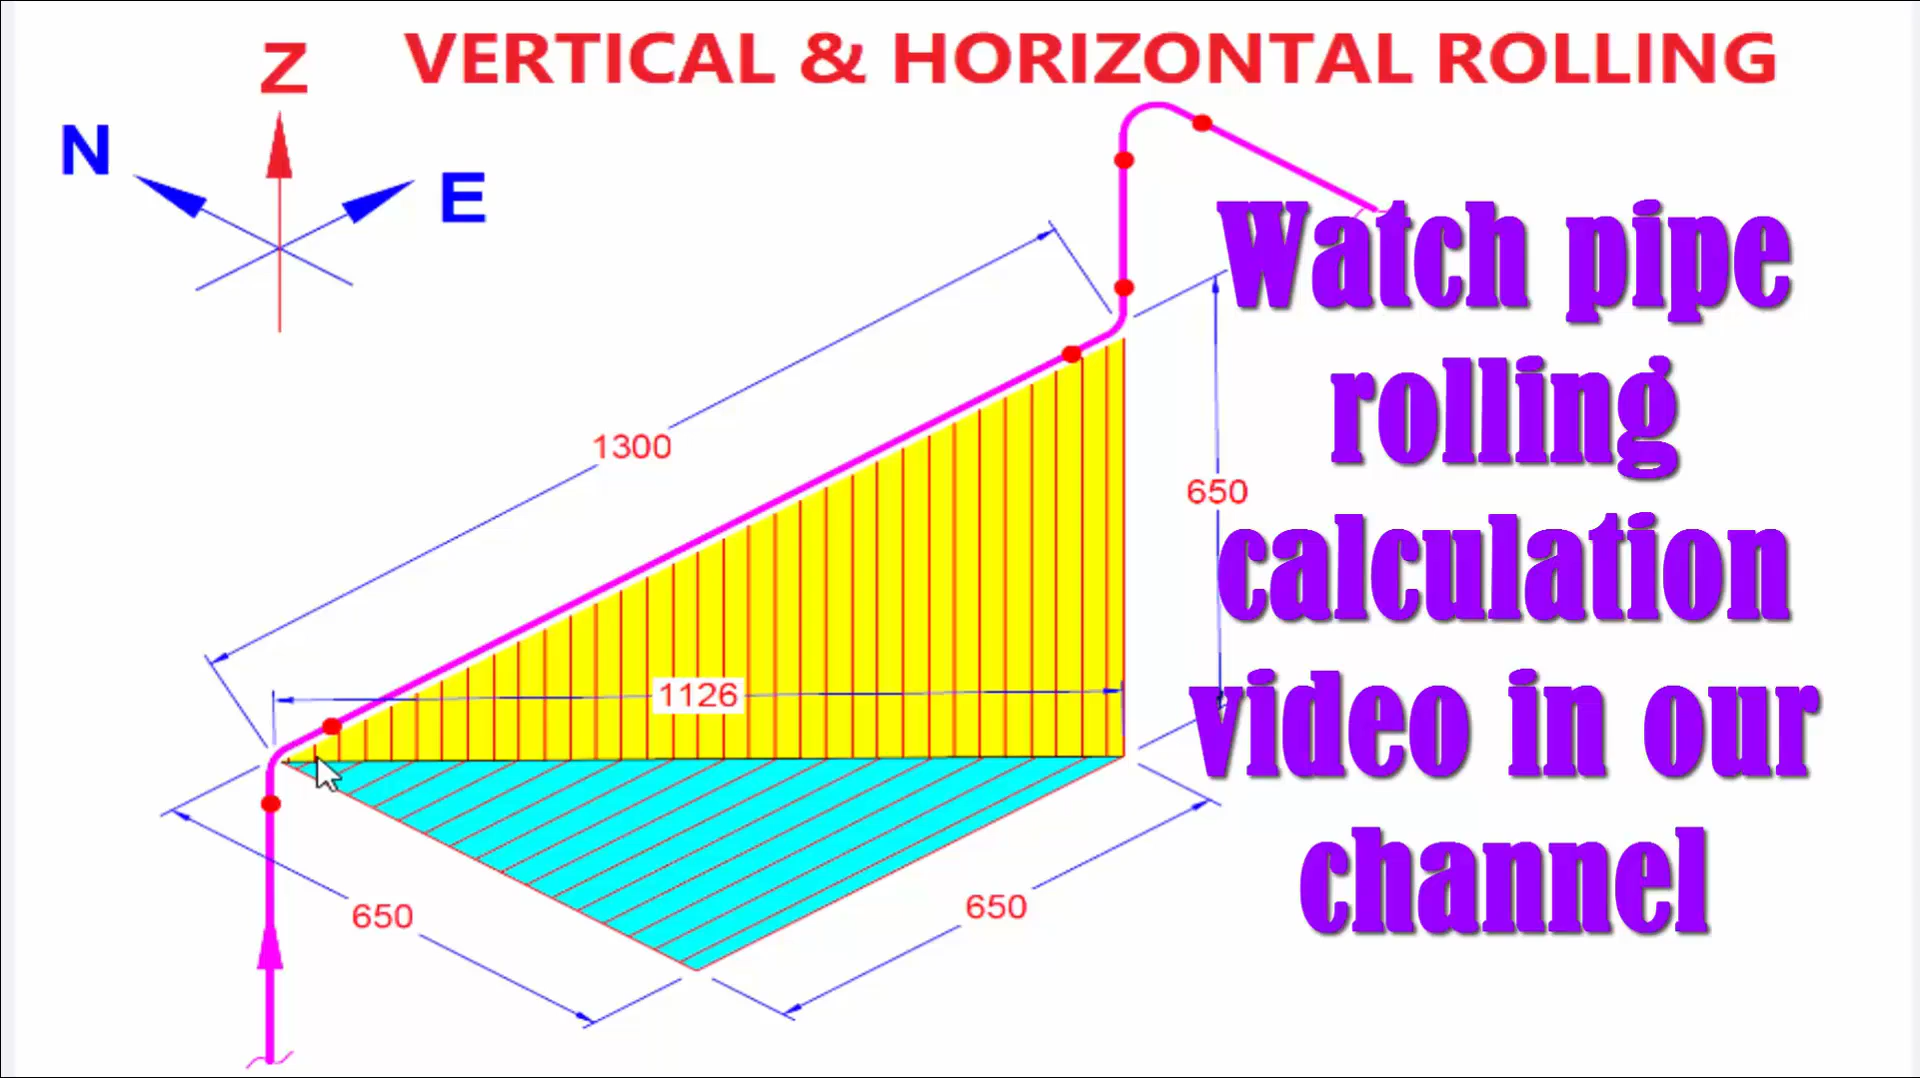 VERTICAL & HORIZONTAL ROLLING
Z
N
E
Watch pipe
rolling
calculation
video in our
channel
1300
650
1126
650
650